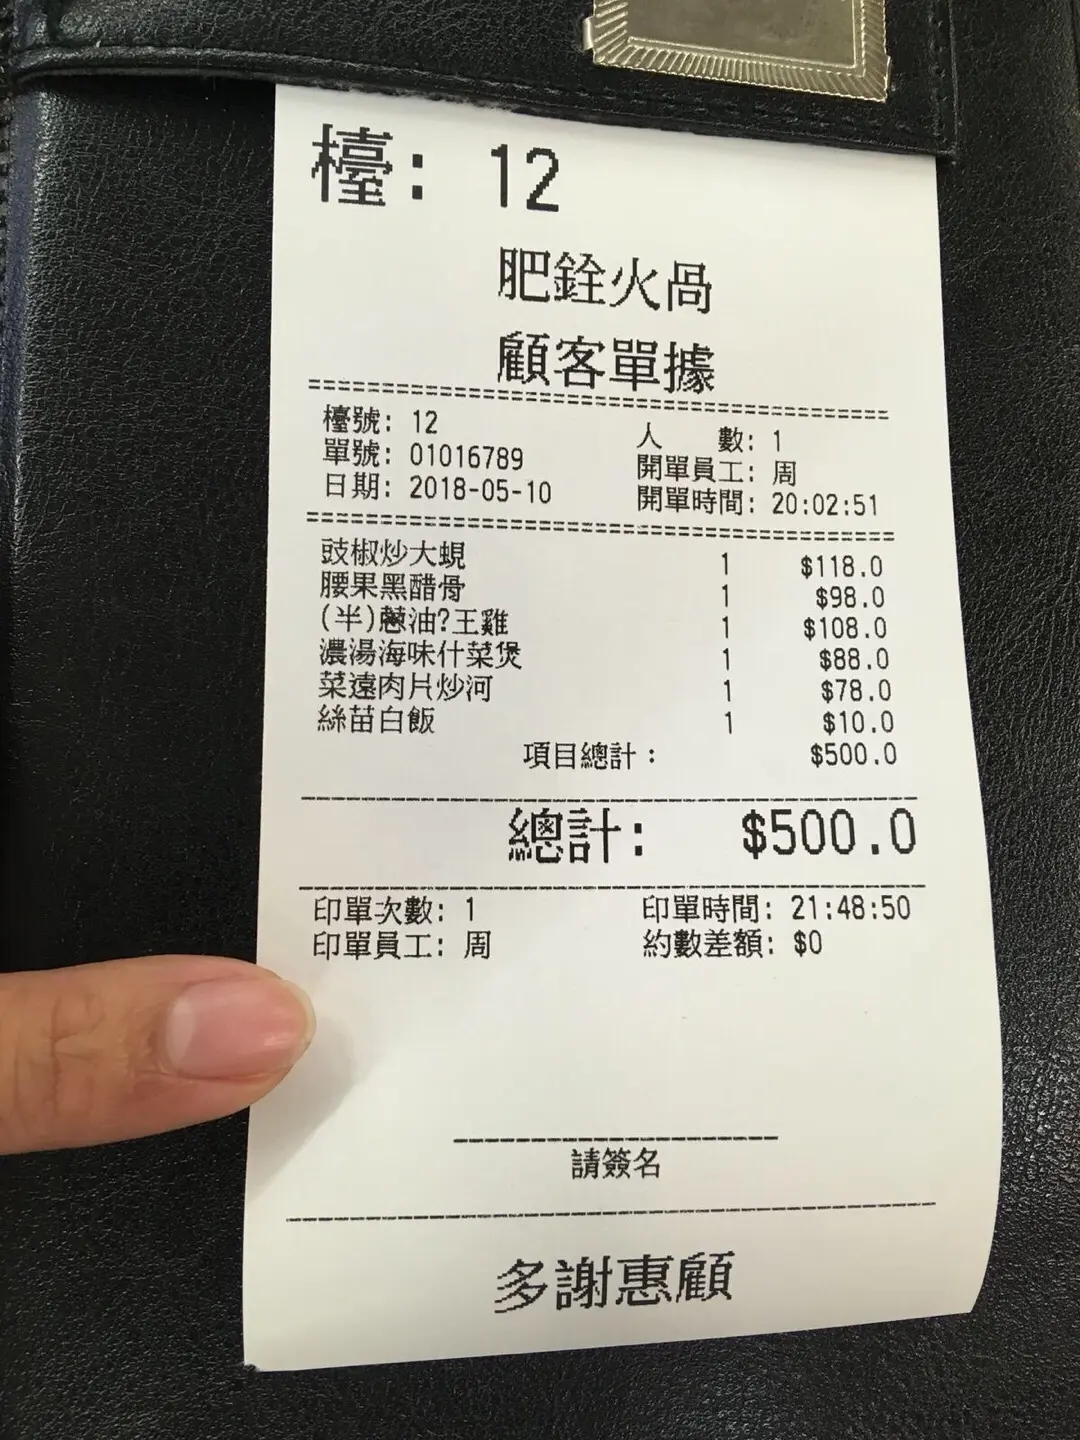 檯: 12
肥銓火咼
顧客單據
檯號: 12
人 數: 1
單號: 01016789
開單員工: 周
日期: 2018-05-10
開單時間: 20:02:51
豉椒炒大蜆 1 $118.0
腰果黑醋骨 1 $98.0
(半)蔥油?王雞 1 $108.0
濃湯海味什菜煲 1 $88.0
菜遠肉片炒河 1 $78.0
絲苗白飯 1 $10.0
項目總計: $500.0
總計: $500.0
印單次數: 1
印單時間: 21:48:50
印單員工: 周
約數差額: $0
請簽名
多謝惠顧